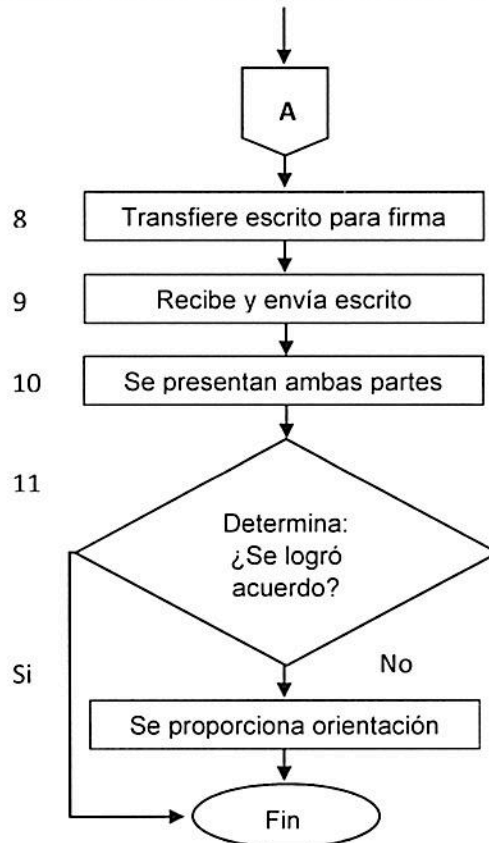 A
8 Transfiere escrito para firma
9 Recibe y envía escrito
10 Se presentan ambas partes
11
Determina:
¿Se logró
acuerdo?
Si
No
Se proporciona orientación
Fin